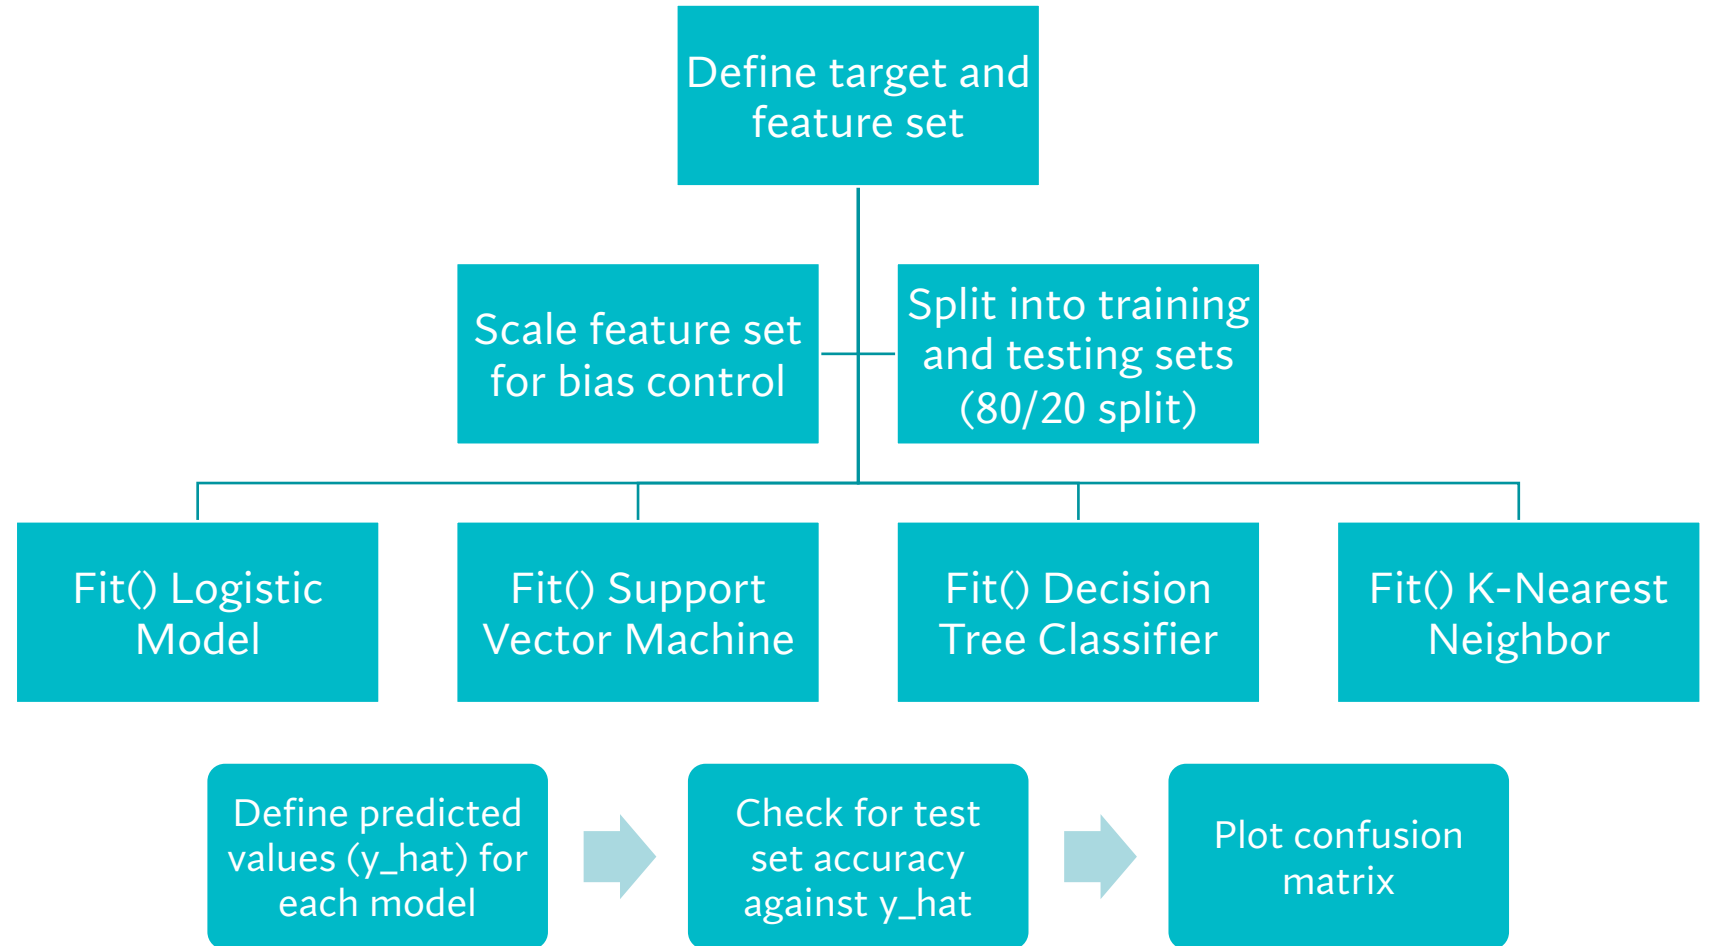 Define target and
feature set
Scale feature set
for bias control
Split into training
and testing sets
(80/20 split)
Fit() Logistic
Model
Fit() Support
Vector Machine
Fit() Decision
Tree Classifier
Fit() K-Nearest
Neighbor
Define predicted
values (y_hat) for
each model
Check for test
set accuracy
against y_hat
Plot confusion
matrix